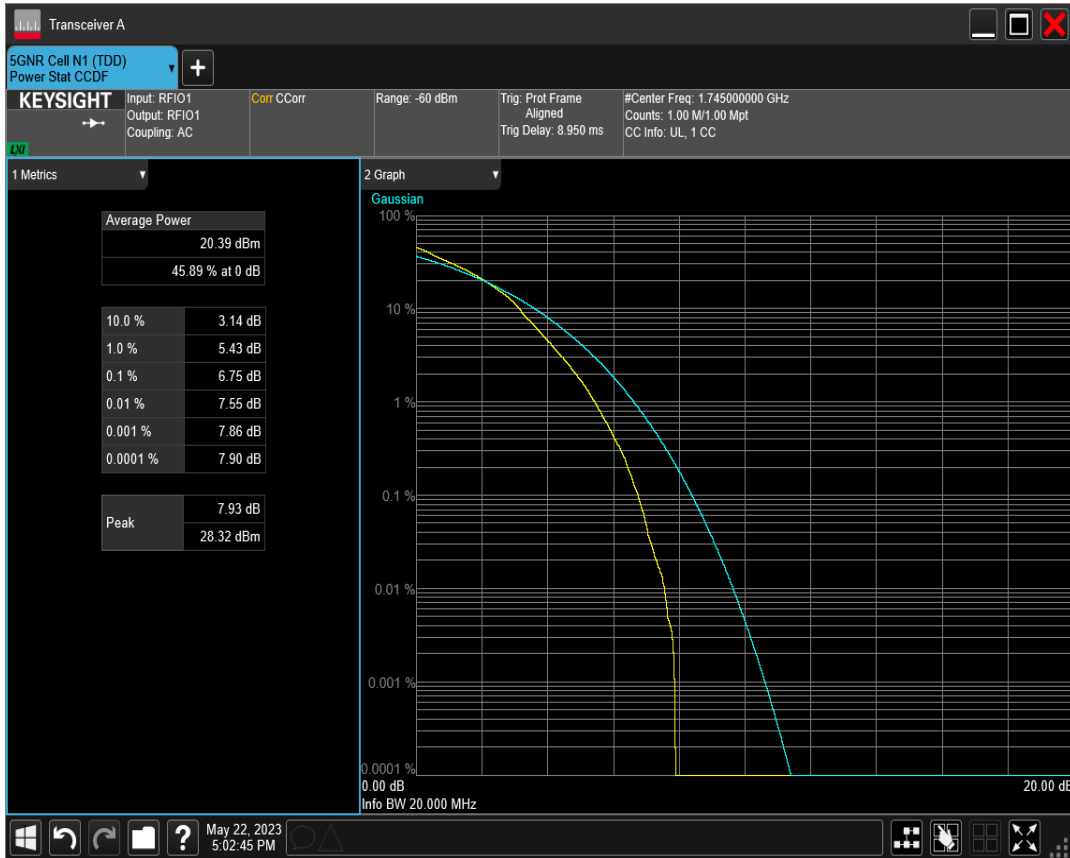 Transceiver A
5GNR Cell N1 (TDD)
Power Stat CCDF
+
KEYSIGHT
LXI
Input: RFIO1
Output: RFIO1
Coupling: AC
Corr CCorr
Range: -60 dBm
Trig: Prot Frame
Aligned
Trig Delay: 8.950 ms
#Center Freq: 1.745000000 GHz
Counts: 1.00 M/1.00 Mpt
CC Info: UL, 1 CC
1 Metrics
Average Power
20.39 dBm
45.89 % at 0 dB
10.0 % 3.14 dB
1.0 % 5.43 dB
0.1 % 6.75 dB
0.01 % 7.55 dB
0.001 % 7.86 dB
0.0001 % 7.90 dB
Peak
7.93 dB
28.32 dBm
2 Graph
Gaussian
100 %
10 %
1 %
0.1 %
0.01 %
0.001 %
0.0001 %
0.00 dB
20.00 dB
Info BW 20.000 MHz
?
May 22, 2023
5:02:45 PM